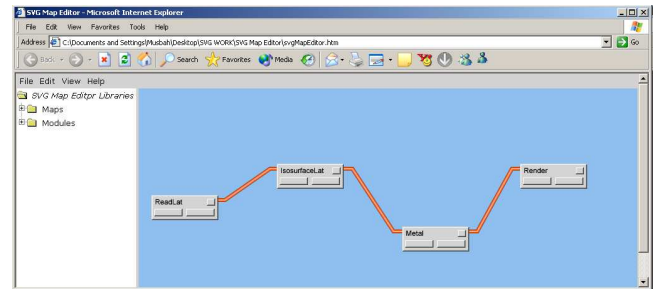 SVG Map Editor - Microsoft Internet Explorer
File Edit View Favorites Tools Help
Address C:\Documents and Settings\Musbah\Desktop\SVG WORK\SVG Map Editor\svgMapEditor.htm Go
Back Search Favorites Media
File Edit View Help
SVG Map Editpr Libraries
Maps
Modules
IsosurfaceLat
Render
ReadLat
Metal